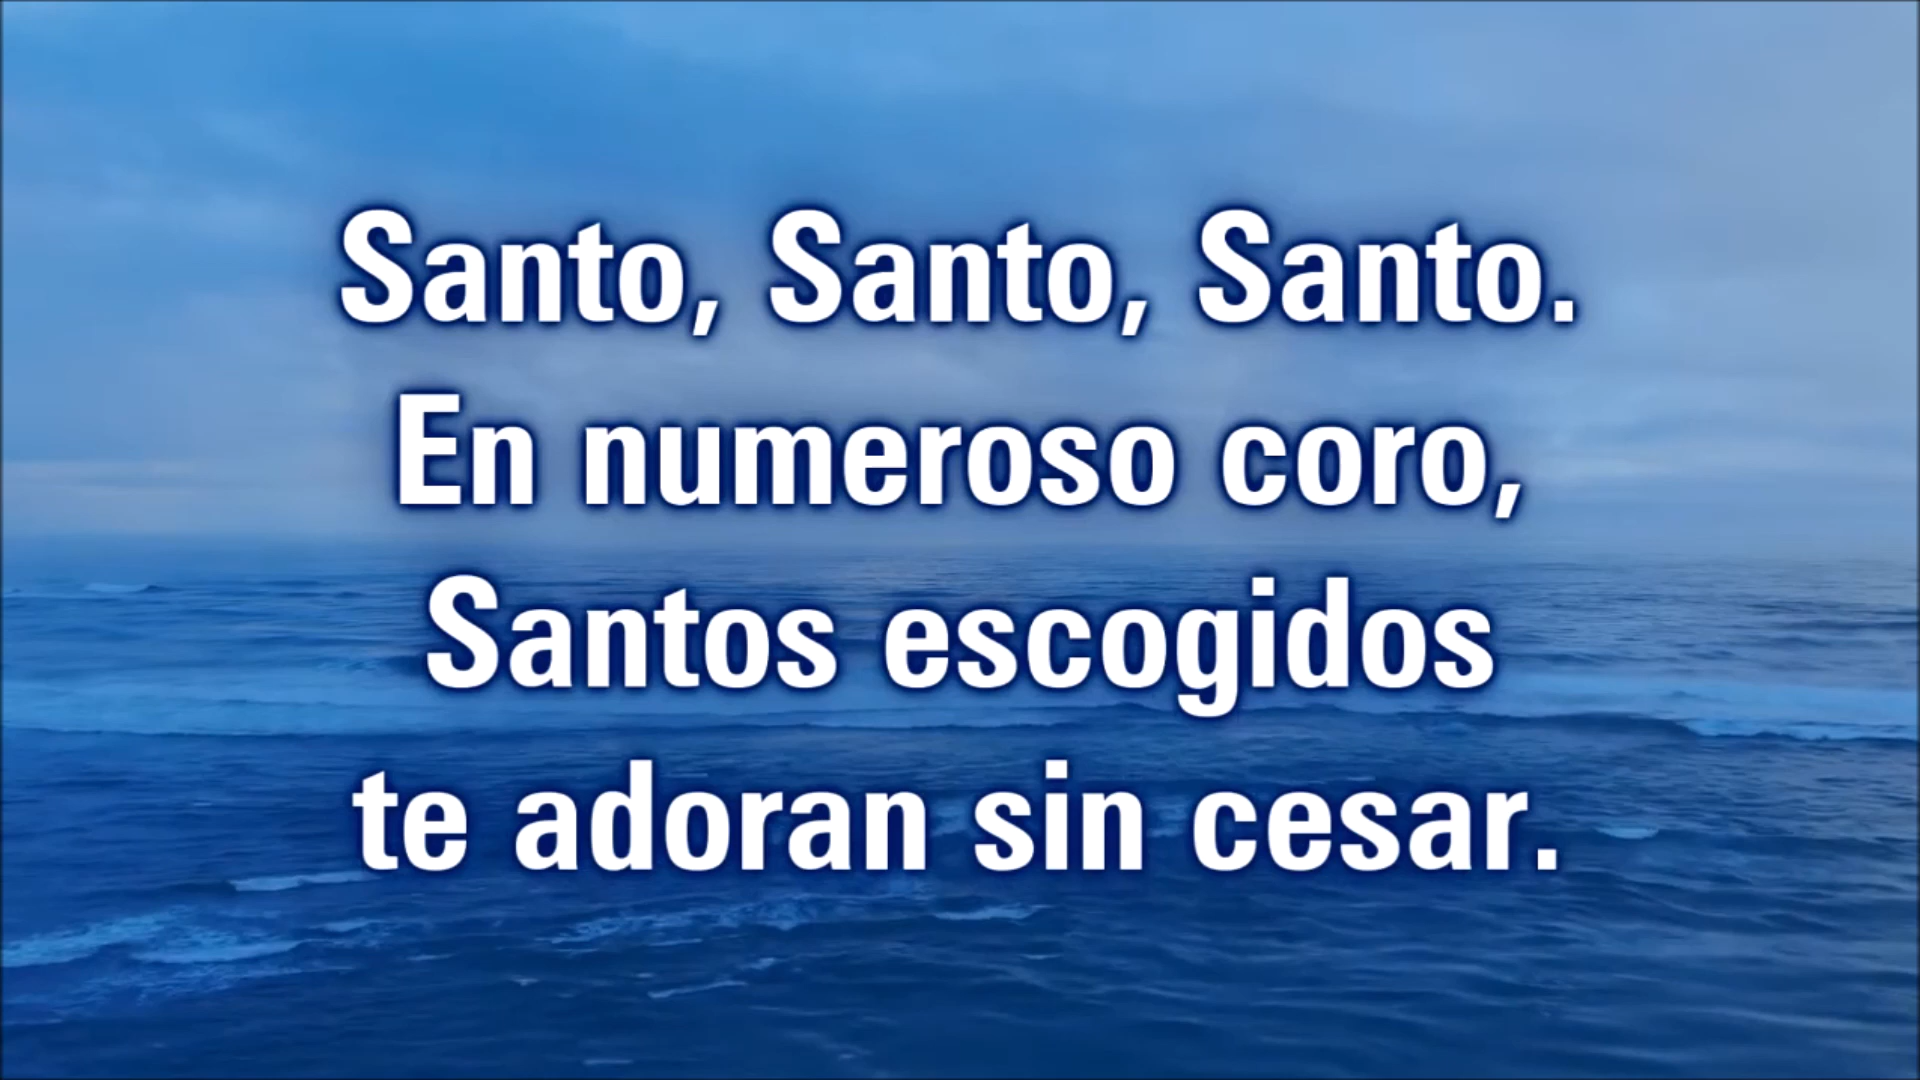 Santo, Santo, Santo.
En numeroso coro,
Santos escogidos
te adoran sin cesar.